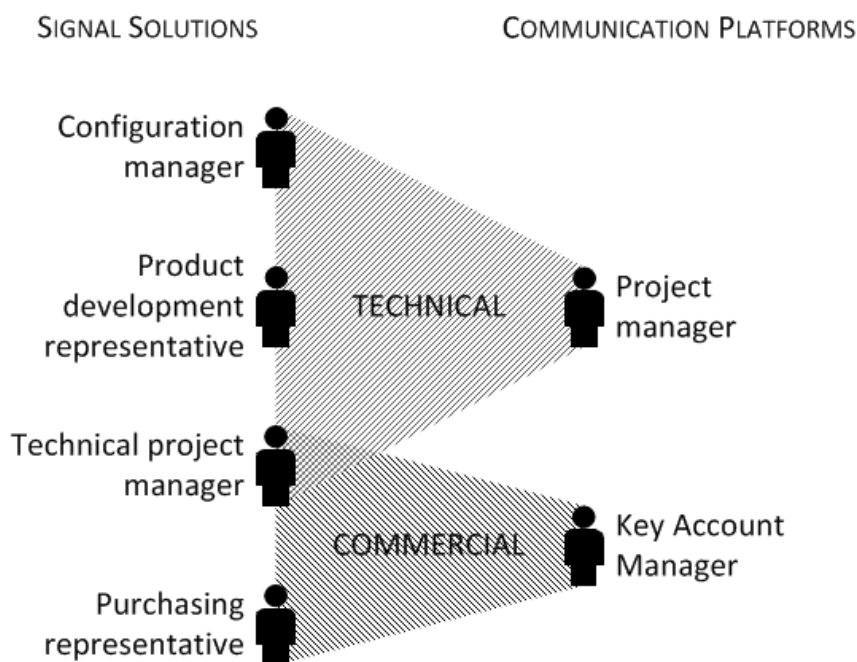 SIGNAL SOLUTIONS
COMMUNICATION PLATFORMS
Configuration
manager
Product
development
representative
TECHNICAL
Project
manager
Technical project
manager
COMMERCIAL
Key Account
Manager
Purchasing
representative